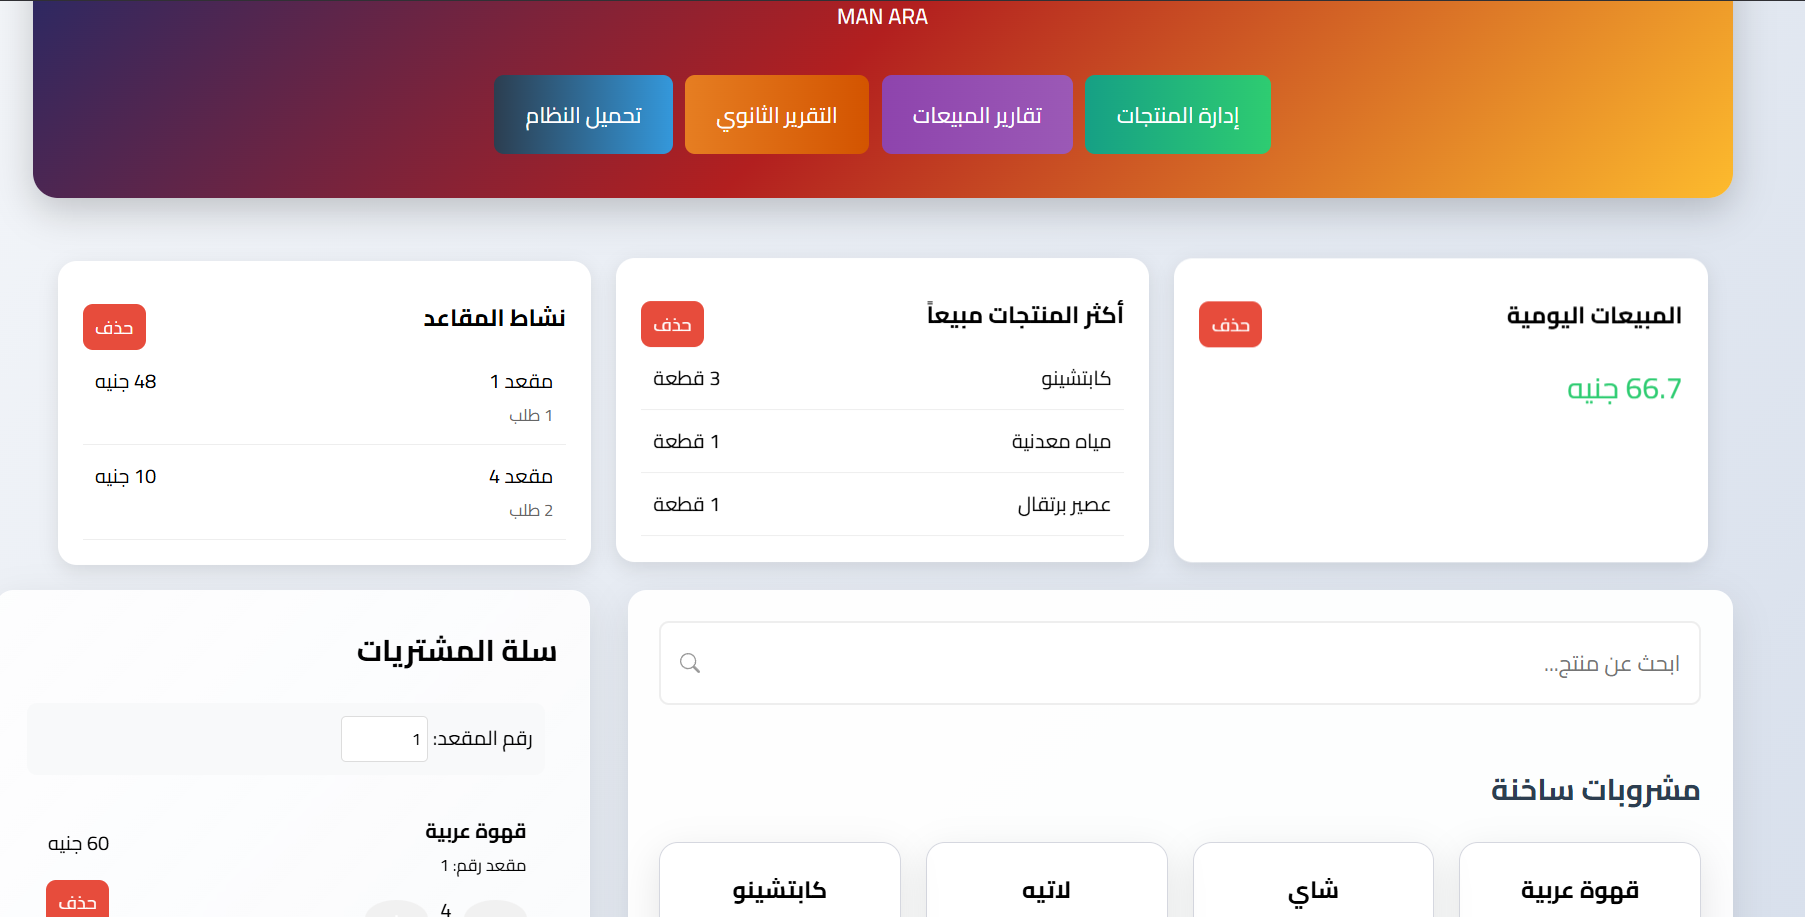 MAN ARA
إدارة المنتجات
تقارير المبيعات
التقرير الثانوي
تحميل النظام
المبيعات اليومية
حذف
66.7 جنيه
أكثر المنتجات مبيعاً
حذف
كابتشينو
3 قطعة
مياه معدنية
1 قطعة
عصير برتقال
1 قطعة
نشاط المقاعد
حذف
مقعد 1
48 جنيه
1 طلب
مقعد 4
10 جنيه
2 طلب
ابحث عن منتج...
مشروبات ساخنة
قهوة عربية
شاي
لاتيه
كابتشينو
سلة المشتريات
رقم المقعد: 1
قهوة عربية
60 جنيه
مقعد رقم: 1
حذف
4